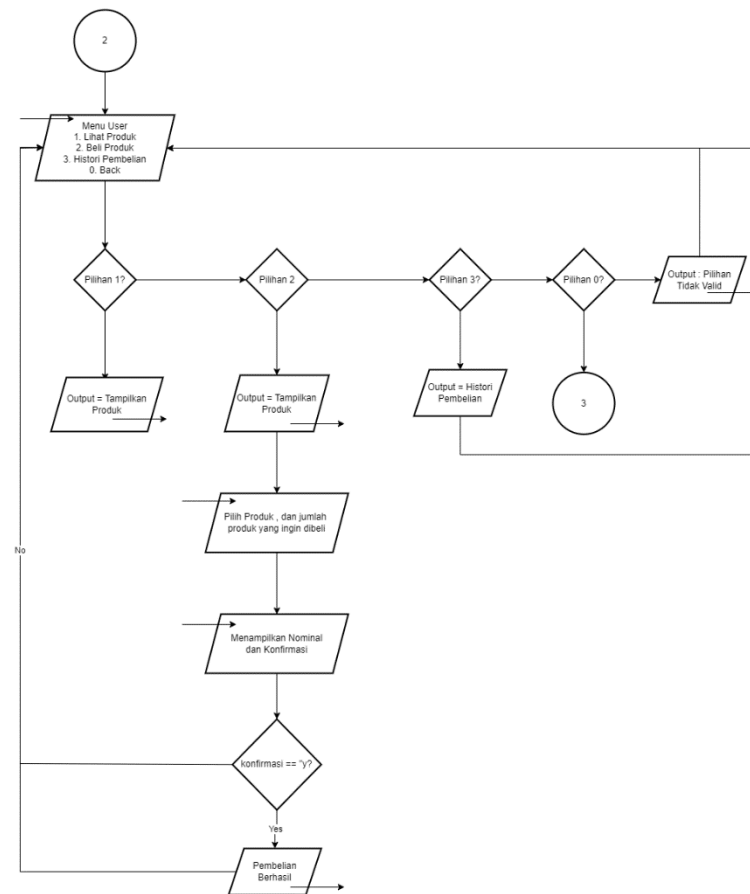 2
Menu User
1. Lihat Produk
2. Beli Produk
3. Histori Pembelian
0. Back
Pilihan 1?
Pilihan 2
Pilihan 3?
Pilihan 0?
Output : Pilihan
Tidak Valid
Output = Tampilkan
Produk
Output = Tampilkan
Produk
Output = Histori
Pembelian
3
Pilih Produk , dan jumlah
produk yang ingin dibeli
No
Menampilkan Nominal
dan Konfirmasi
konfirmasi == "y?
Yes
Pembelian
Berhasil